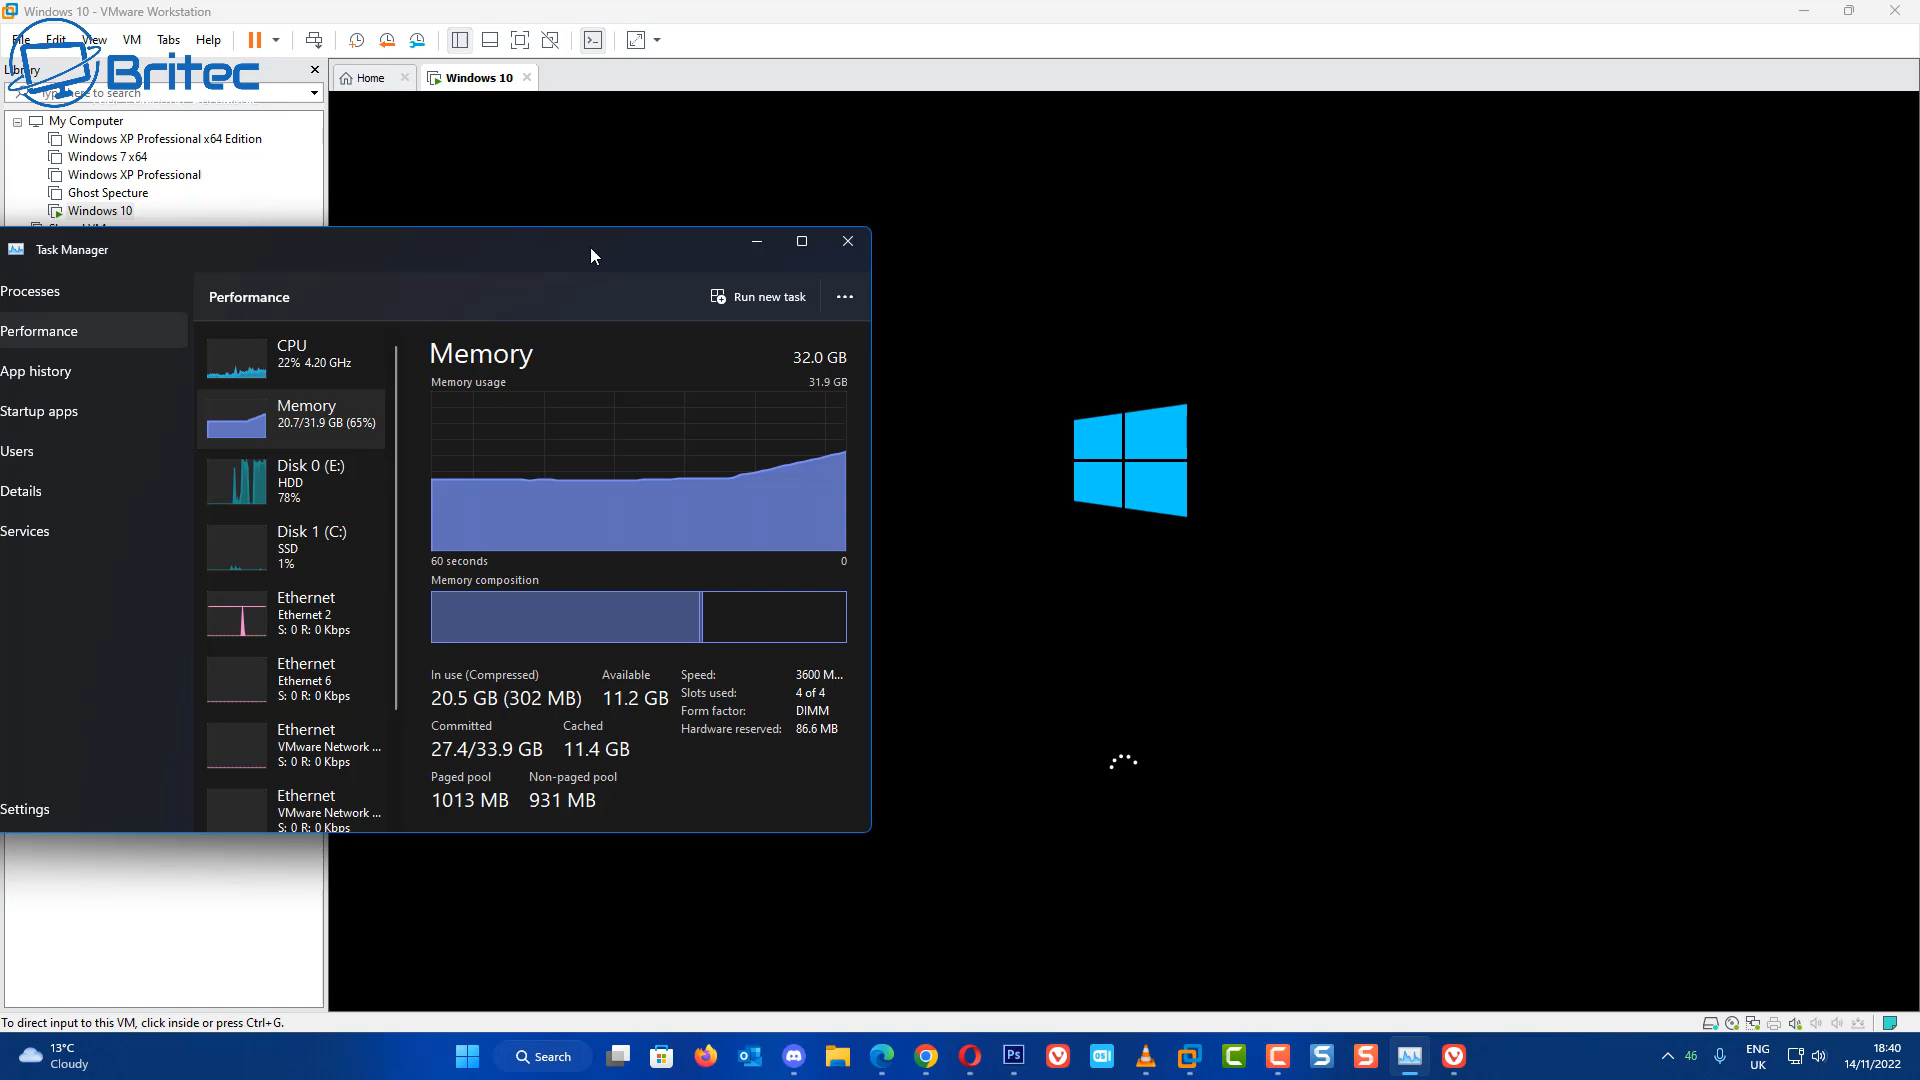 Windows 10 - VMware Workstation
File Edit View VM Tabs Help
Britec
Library
Type here to search
Home
Windows 10
My Computer
Windows XP Professional x64 Edition
Windows 7 x64
Windows XP Professional
Ghost Specture
Windows 10
Task Manager
Processes
Performance
App history
Startup apps
Users
Details
Services
Settings
Performance
Run new task
CPU
22% 4.20 GHz
Memory
20.7/31.9 GB (65%)
Disk 0 (E:)
HDD
78%
Disk 1 (C:)
SSD
1%
Ethernet
Ethernet 2
S: 0 R: 0 Kbps
Ethernet
Ethernet 6
S: 0 R: 0 Kbps
Ethernet
VMware Network ...
S: 0 R: 0 Kbps
Ethernet
VMware Network ...
S: 0 R: 0 Kbps
Memory
32.0 GB
Memory usage
31.9 GB
60 seconds
0
Memory composition
In use (Compressed)
20.5 GB (302 MB)
Available
11.2 GB
Committed
27.4/33.9 GB
Cached
11.4 GB
Paged pool
1013 MB
Non-paged pool
931 MB
Speed: 3600 M...
Slots used: 4 of 4
Form factor: DIMM
Hardware reserved: 86.6 MB
To direct input to this VM, click inside or press Ctrl+G.
13°C
Cloudy
Search
Ps
46
ENG
UK
18:40
14/11/2022